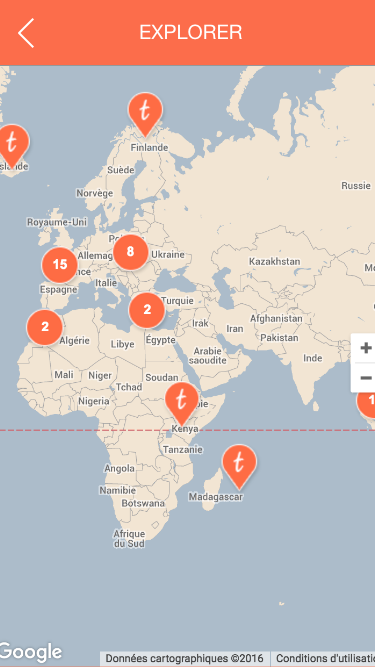 EXPLORER
t
t
Finlande
slande
Suède
Russie
Norvège
Royaume-Uni
Allemag
8
Ukraine
15
Kazakhstan
Italie
Espagne
2
Turquie
2
Afghanistan
Algérie
Libye
Égypte
Irak
Iran
Pakistan
Arabie
saoudite
Inde
+
−
Mali
Niger
Tchad
Soudan
Nigeria
t
1
Kenya
Tanzanie
t
Angola
Madagascar
Namibie
Botswana
Afrique
du Sud
Google
Données cartographiques ©2016
Conditions d'utilisatio